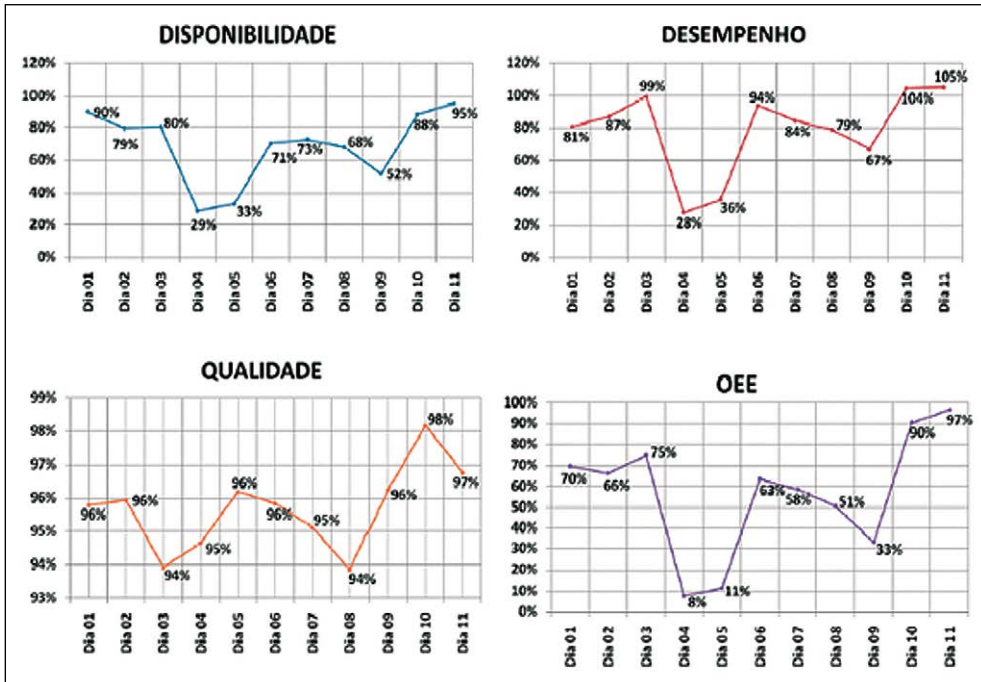 DISPONIBILIDADE
120%
100%
80%
60%
40%
20%
0%
90%
79%
80%
29%
33%
71%
73%
68%
52%
88%
95%
Dia 01
Dia 02
Dia 03
Dia 04
Dia 05
Dia 06
Dia 07
Dia 08
Dia 09
Dia 10
Dia 11
DESEMPENHO
120%
100%
80%
60%
40%
20%
0%
81%
87%
99%
28%
36%
94%
84%
79%
67%
104%
105%
Dia 01
Dia 02
Dia 03
Dia 04
Dia 05
Dia 06
Dia 07
Dia 08
Dia 09
Dia 10
Dia 11
QUALIDADE
99%
98%
97%
96%
95%
94%
93%
96%
96%
94%
95%
96%
96%
95%
94%
96%
98%
97%
Dia 01
Dia 02
Dia 03
Dia 04
Dia 05
Dia 06
Dia 07
Dia 08
Dia 09
Dia 10
Dia 11
OEE
100%
90%
80%
70%
60%
50%
40%
30%
20%
10%
0%
70%
66%
75%
8%
11%
63%
58%
51%
33%
90%
97%
Dia 01
Dia 02
Dia 03
Dia 04
Dia 05
Dia 06
Dia 07
Dia 08
Dia 09
Dia 10
Dia 11